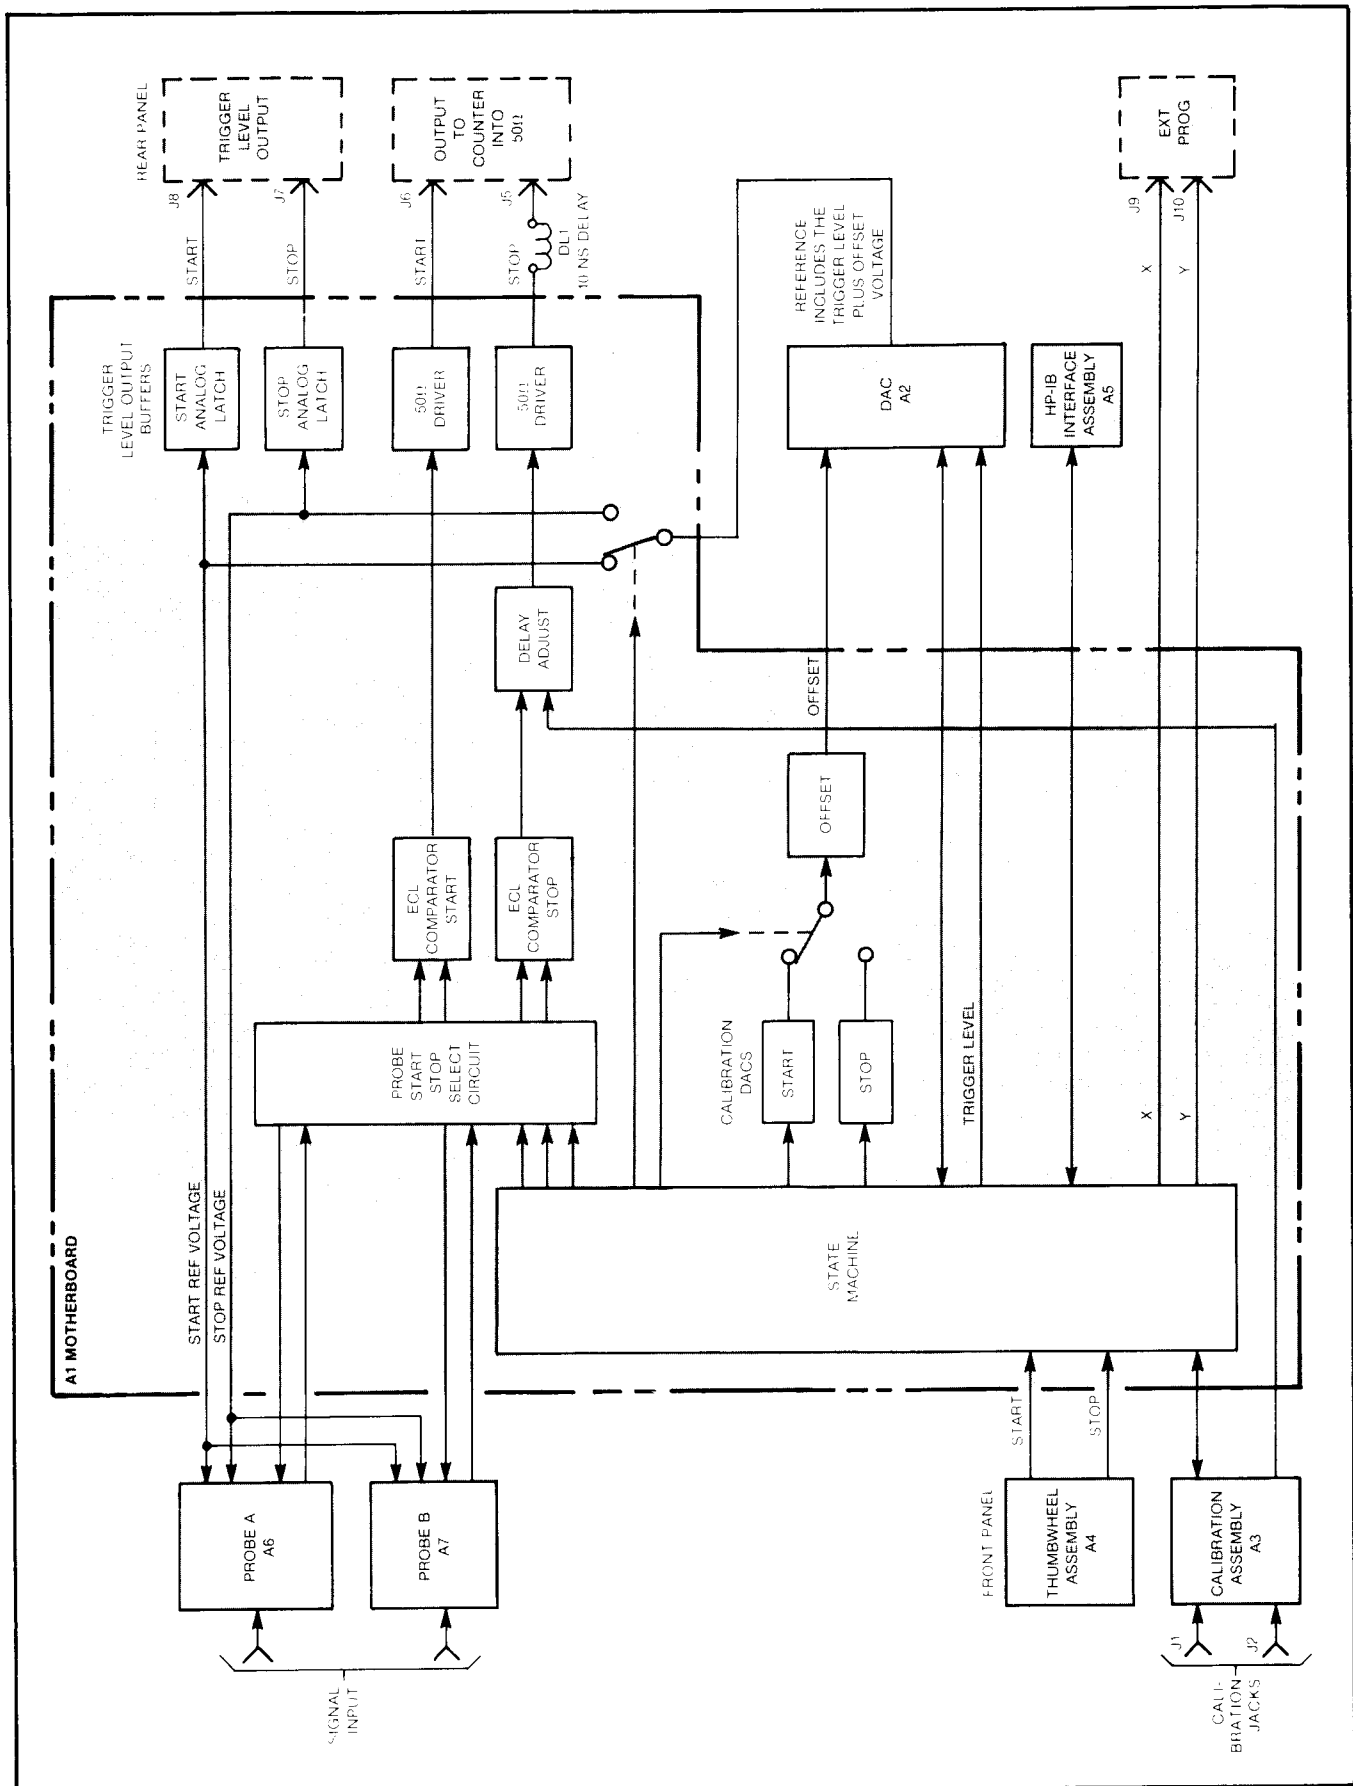 A1 MOTHERBOARD
SIGNAL
INPUT
PROBE A
A6
PROBE B
A7
START REF VOLTAGE
STOP REF VOLTAGE
PROBE
START
STOP
SELECT
CIRCUIT
ECL
COMPARATOR
START
ECL
COMPARATOR
STOP
DELAY
ADJUST
TRIGGER
LEVEL OUTPUT
BUFFERS
START
ANALOG
LATCH
STOP
ANALOG
LATCH
50Ω
DRIVER
50Ω
DRIVER
START
J8
STOP
J7
START
J6
STOP
J5
DL1
10 NS DELAY
REAR PANEL
TRIGGER
LEVEL
OUTPUT
OUTPUT
TO
COUNTER
INTO
50Ω
FRONT PANEL
THUMBWHEEL
ASSEMBLY
A4
START
STOP
CALI-
BRATION
JACKS
J1
J2
CALIBRATION
ASSEMBLY
A3
STATE
MACHINE
CALIBRATION
DACS
START
STOP
OFFSET
OFFSET
TRIGGER LEVEL
DAC
A2
REFERENCE
INCLUDES THE
TRIGGER LEVEL
PLUS OFFSET
VOLTAGE
HP-IB
INTERFACE
ASSEMBLY
A5
X
Y
X
Y
J9
J10
EXT
PROG